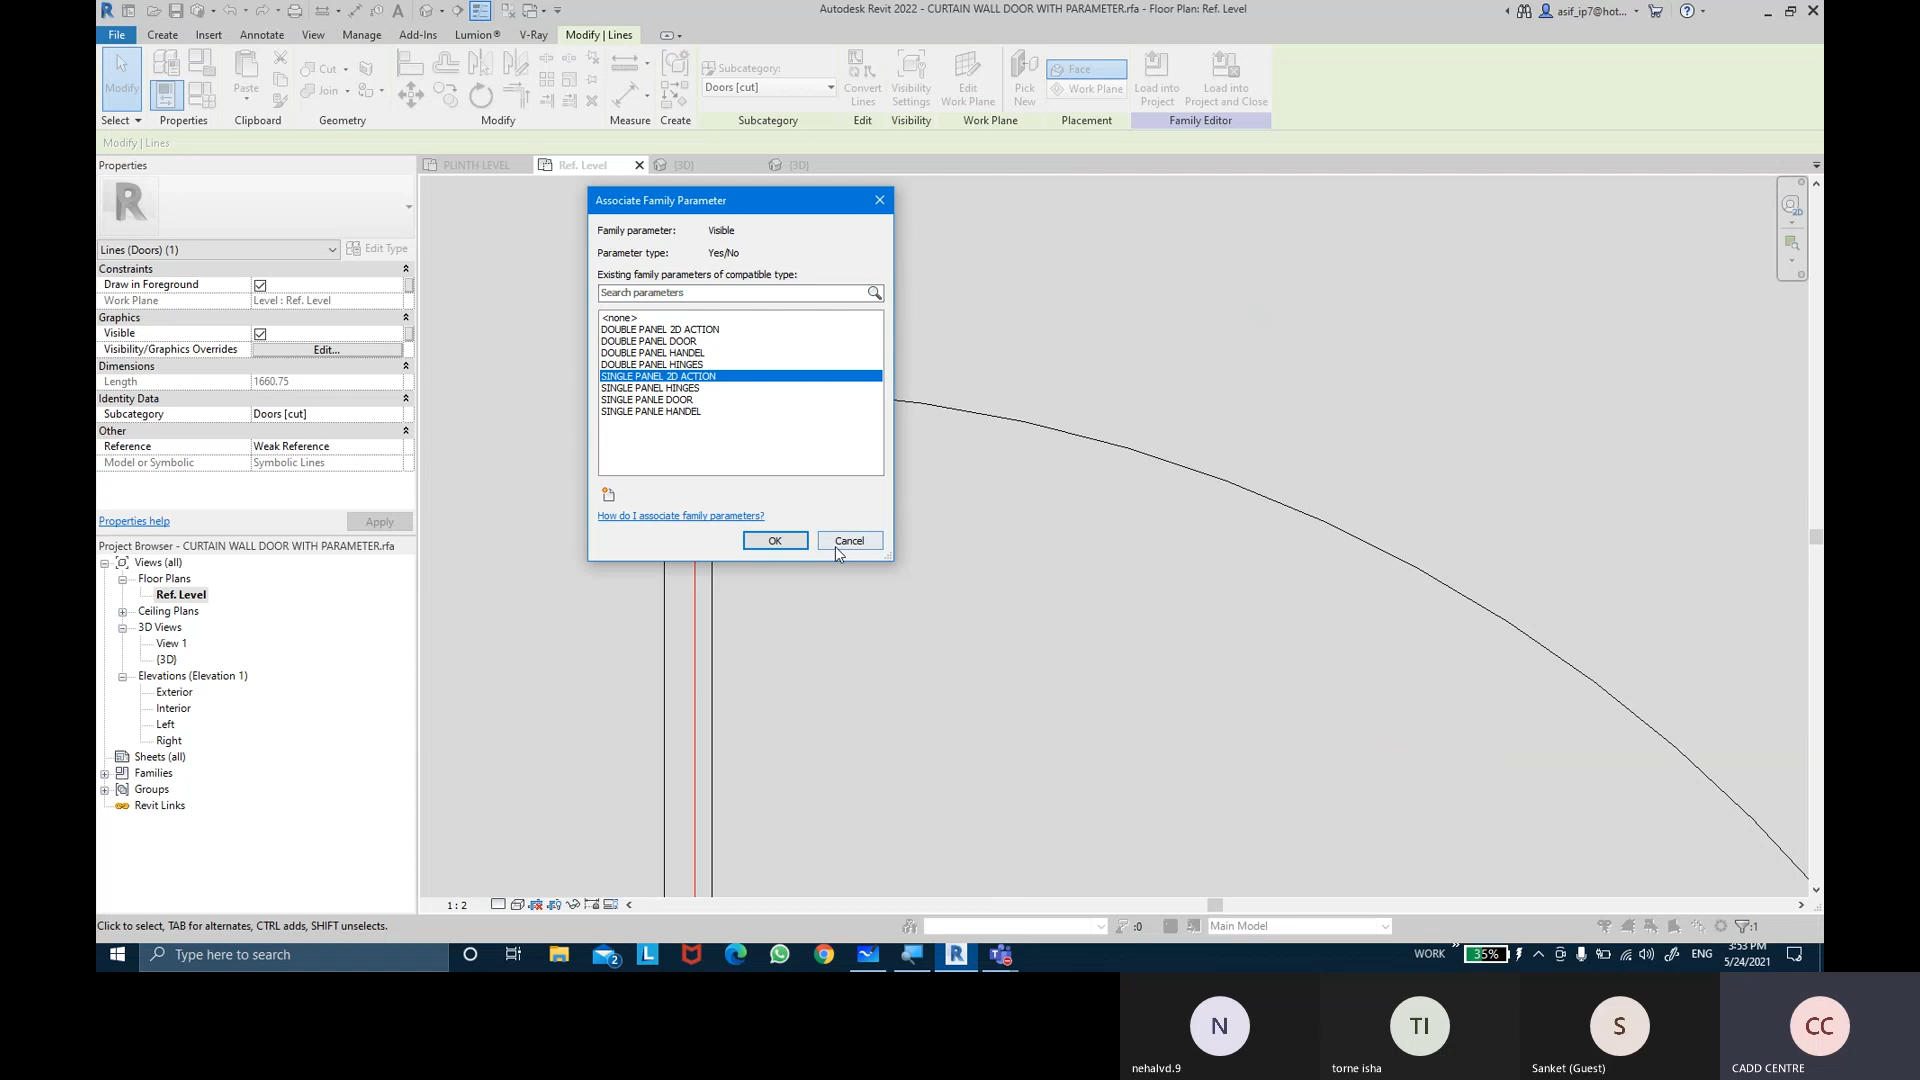 Autodesk Revit 2022 - CURTAIN WALL DOOR WITH PARAMETER.rfa - Floor Plan: Ref. Level
asif_ip7@hot...
File Create Insert Annotate View Manage Add-Ins Lumion® V-Ray Modify | Lines
Modify
Paste
Cut
Join
Subcategory:
Doors [cut]
Convert Lines
Visibility Settings
Edit Work Plane
Pick New
Face
Work Plane
Load into Project
Load into Project and Close
Select Properties Clipboard Geometry Modify Measure Create Subcategory Edit Visibility Work Plane Placement Family Editor
Modify | Lines
Properties
PLINTH LEVEL
Ref. Level
{3D}
{3D}
R
Lines (Doors) (1)
Edit Type
Constraints
Draw in Foreground
Work Plane Level : Ref. Level
Graphics
Visible
Visibility/Graphics Overrides Edit...
Dimensions
Length 1660.75
Identity Data
Subcategory Doors [cut]
Other
Reference Weak Reference
Model or Symbolic Symbolic Lines
Properties help
Apply
Project Browser - CURTAIN WALL DOOR WITH PARAMETER.rfa
Views (all)
Floor Plans
Ref. Level
Ceiling Plans
3D Views
View 1
{3D}
Elevations (Elevation 1)
Exterior
Interior
Left
Right
Sheets (all)
Families
Groups
Revit Links
Associate Family Parameter
Family parameter: Visible
Parameter type: Yes/No
Existing family parameters of compatible type:
Search parameters
<none>
DOUBLE PANEL 2D ACTION
DOUBLE PANEL DOOR
DOUBLE PANEL HANDEL
DOUBLE PANEL HINGES
SINGLE PANEL 2D ACTION
SINGLE PANEL HINGES
SINGLE PANLE DOOR
SINGLE PANLE HANDEL
How do I associate family parameters?
OK
Cancel
1 : 2
Click to select, TAB for alternates, CTRL adds, SHIFT unselects.
:0
Main Model
:1
Type here to search
2
WORK
35%
ENG
3:53 PM
5/24/2021
N
TI
S
CC
nehalvd.9
torne isha
Sanket (Guest)
CADD CENTRE